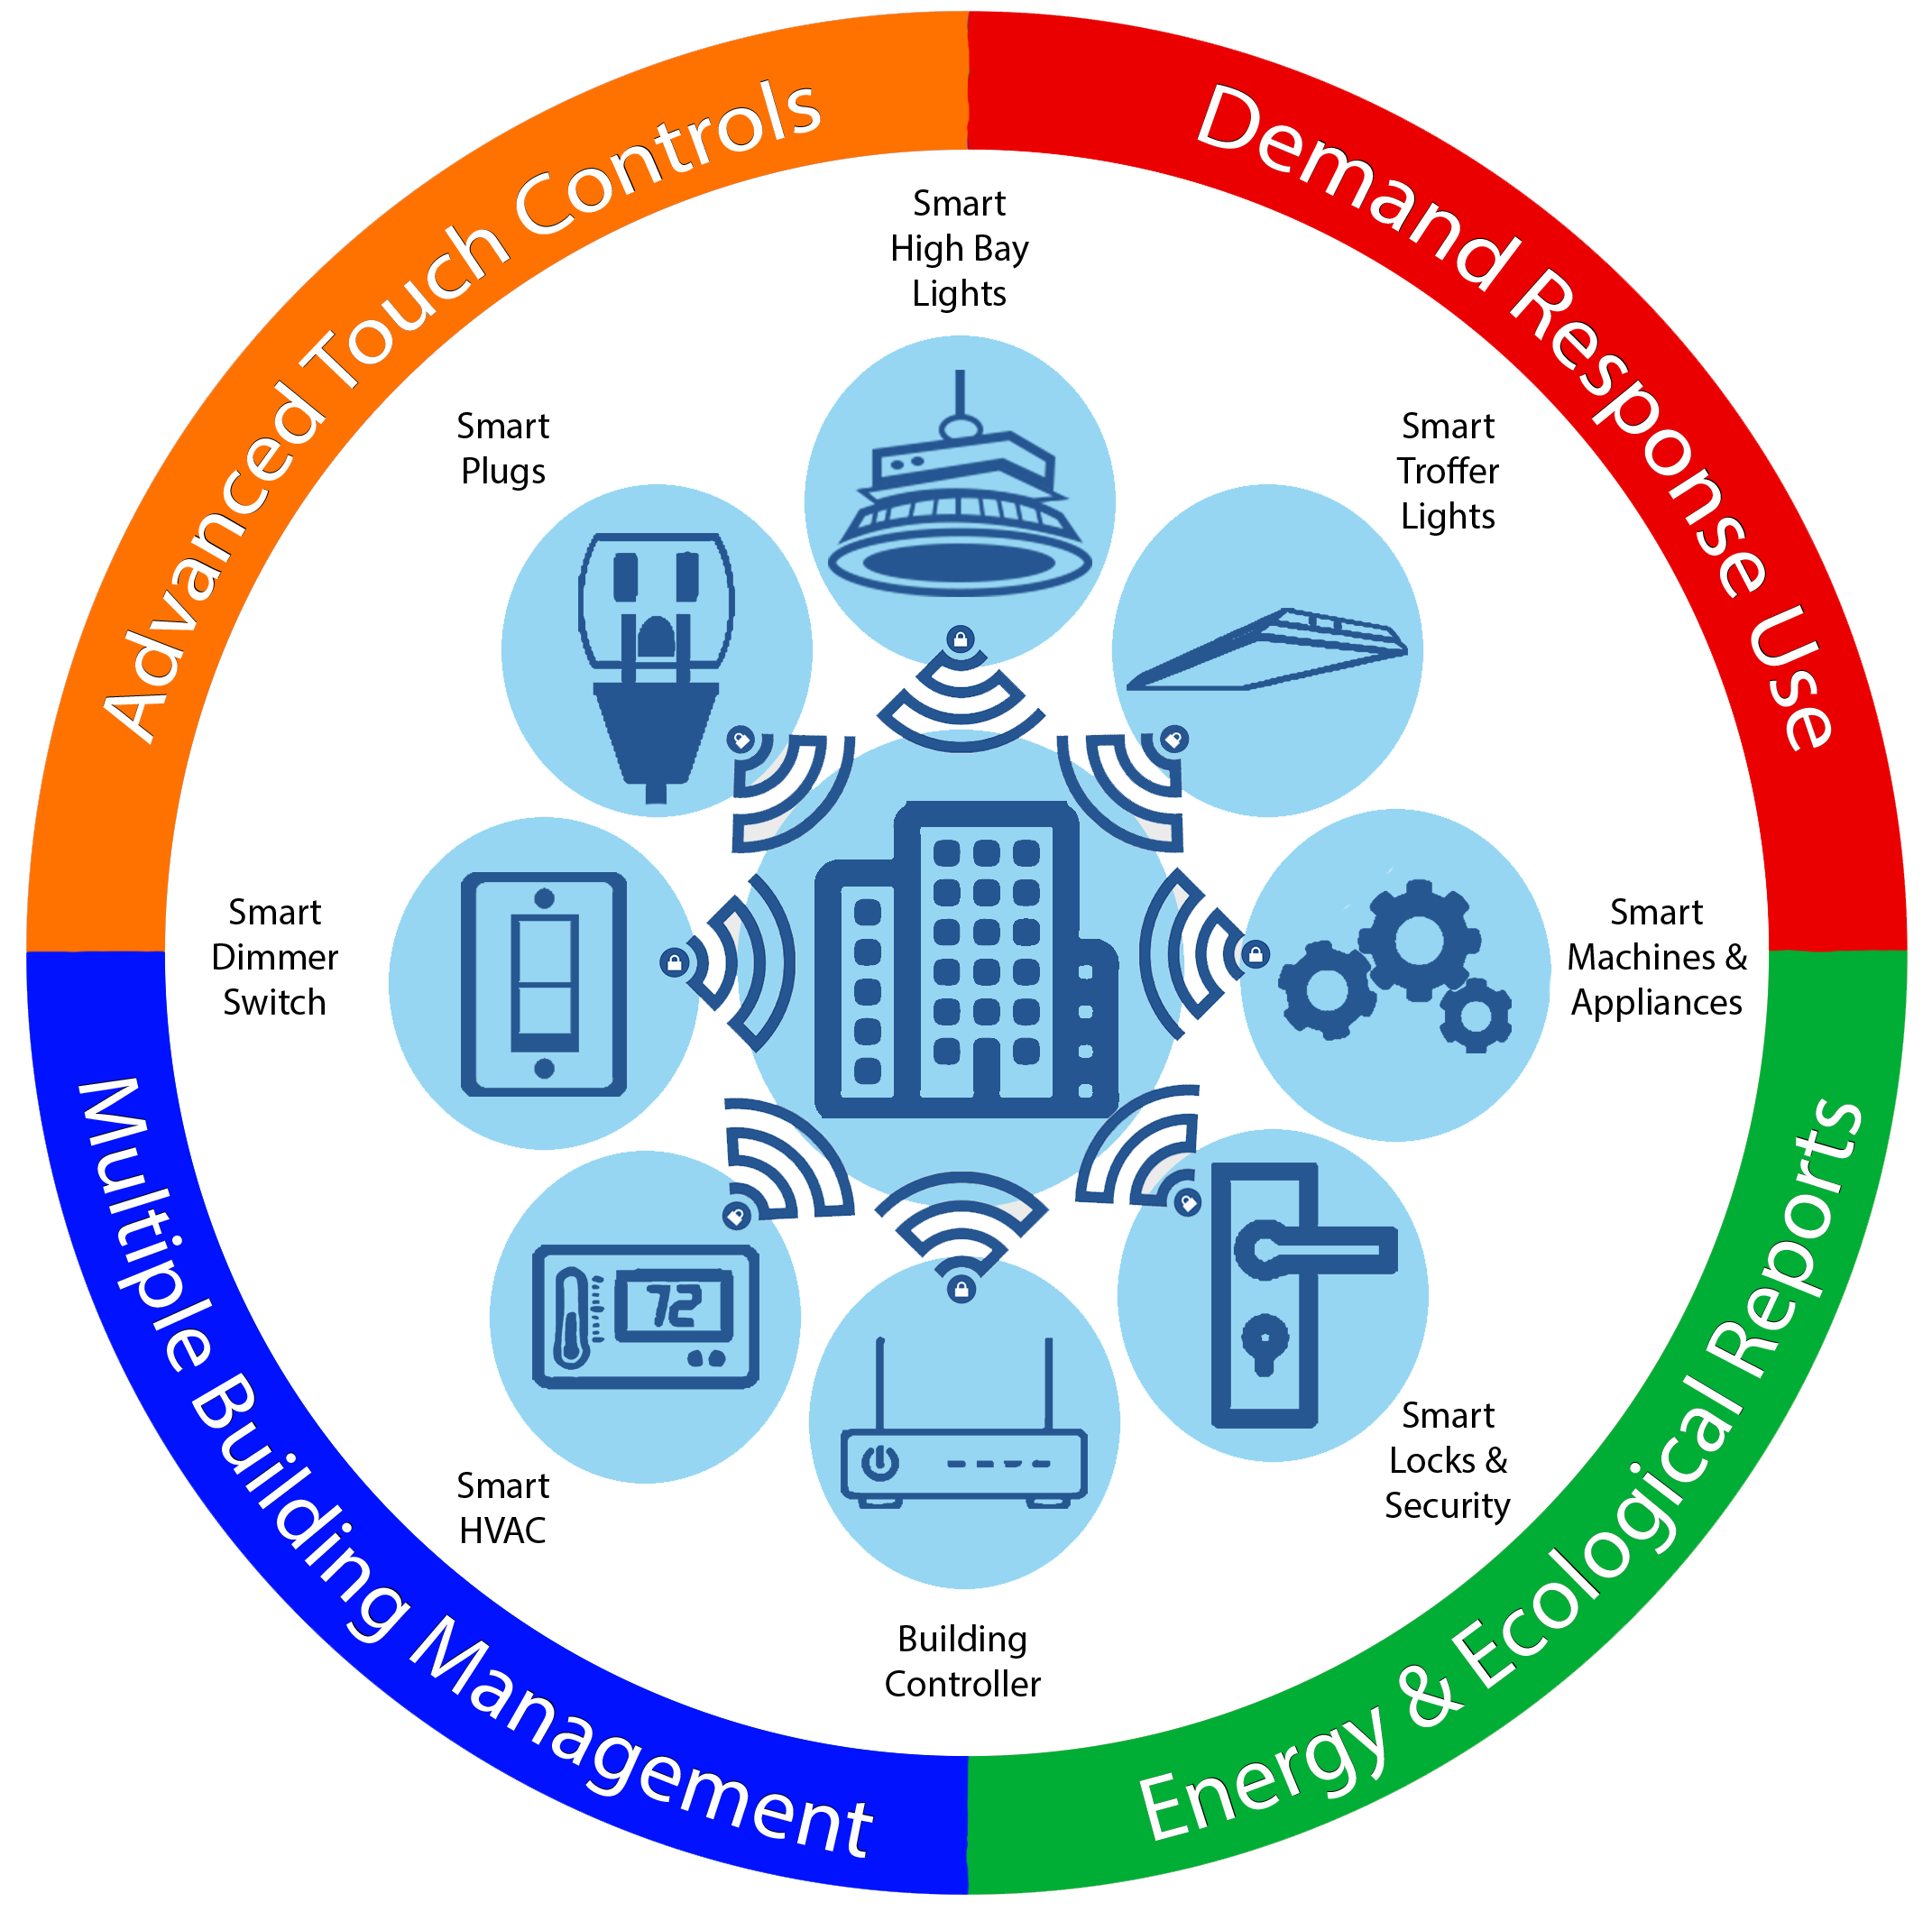 Advanced Touch Controls
Demand Response Use
Smart
High Bay
Lights
Smart
Plugs
Smart
Troffer
Lights
Smart
Dimmer
Switch
Smart
Machines &
Appliances
72
Smart
HVAC
Smart
Locks &
Security
Building
Controller
Multiple Building Management
Energy & Ecological Reports